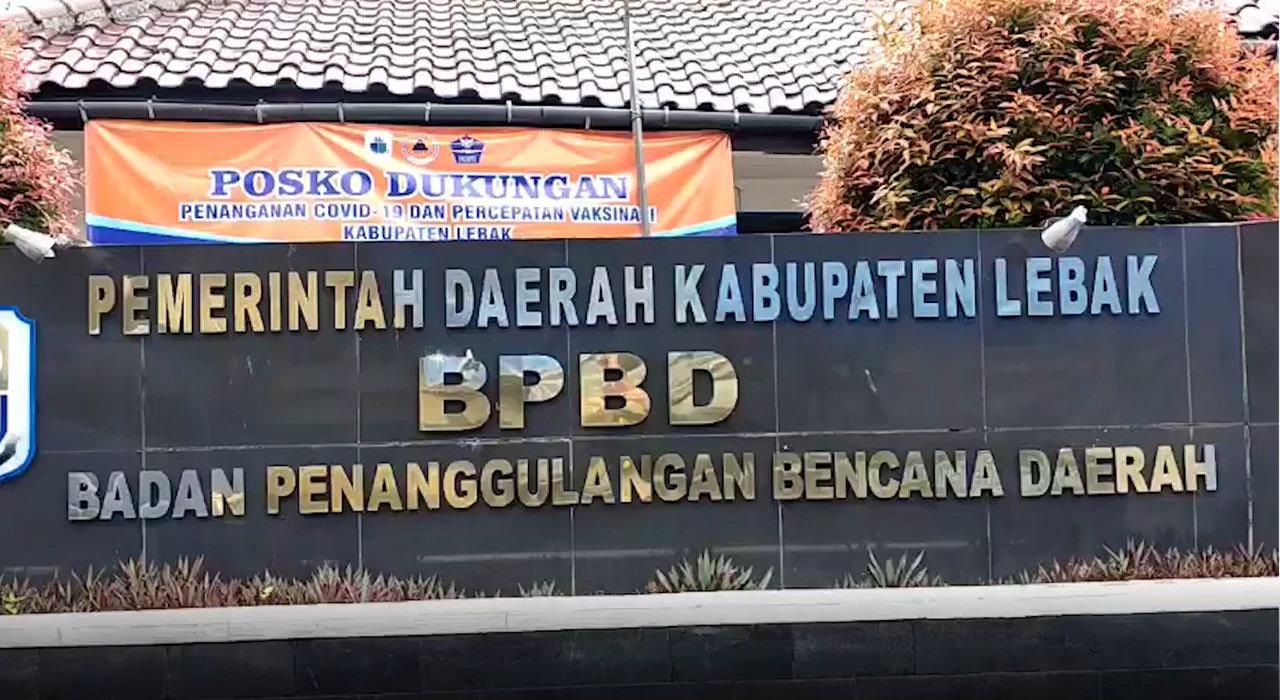 POSKO DUKUNGAN
PENANGANAN COVID-19 DAN PERCEPATAN VAKSINASI
KABUPATEN LEBAK
PEMERINTAH DAERAH KABUPATEN LEBAK
BPBD
BADAN PENANGGULANGAN BENCANA DAERAH